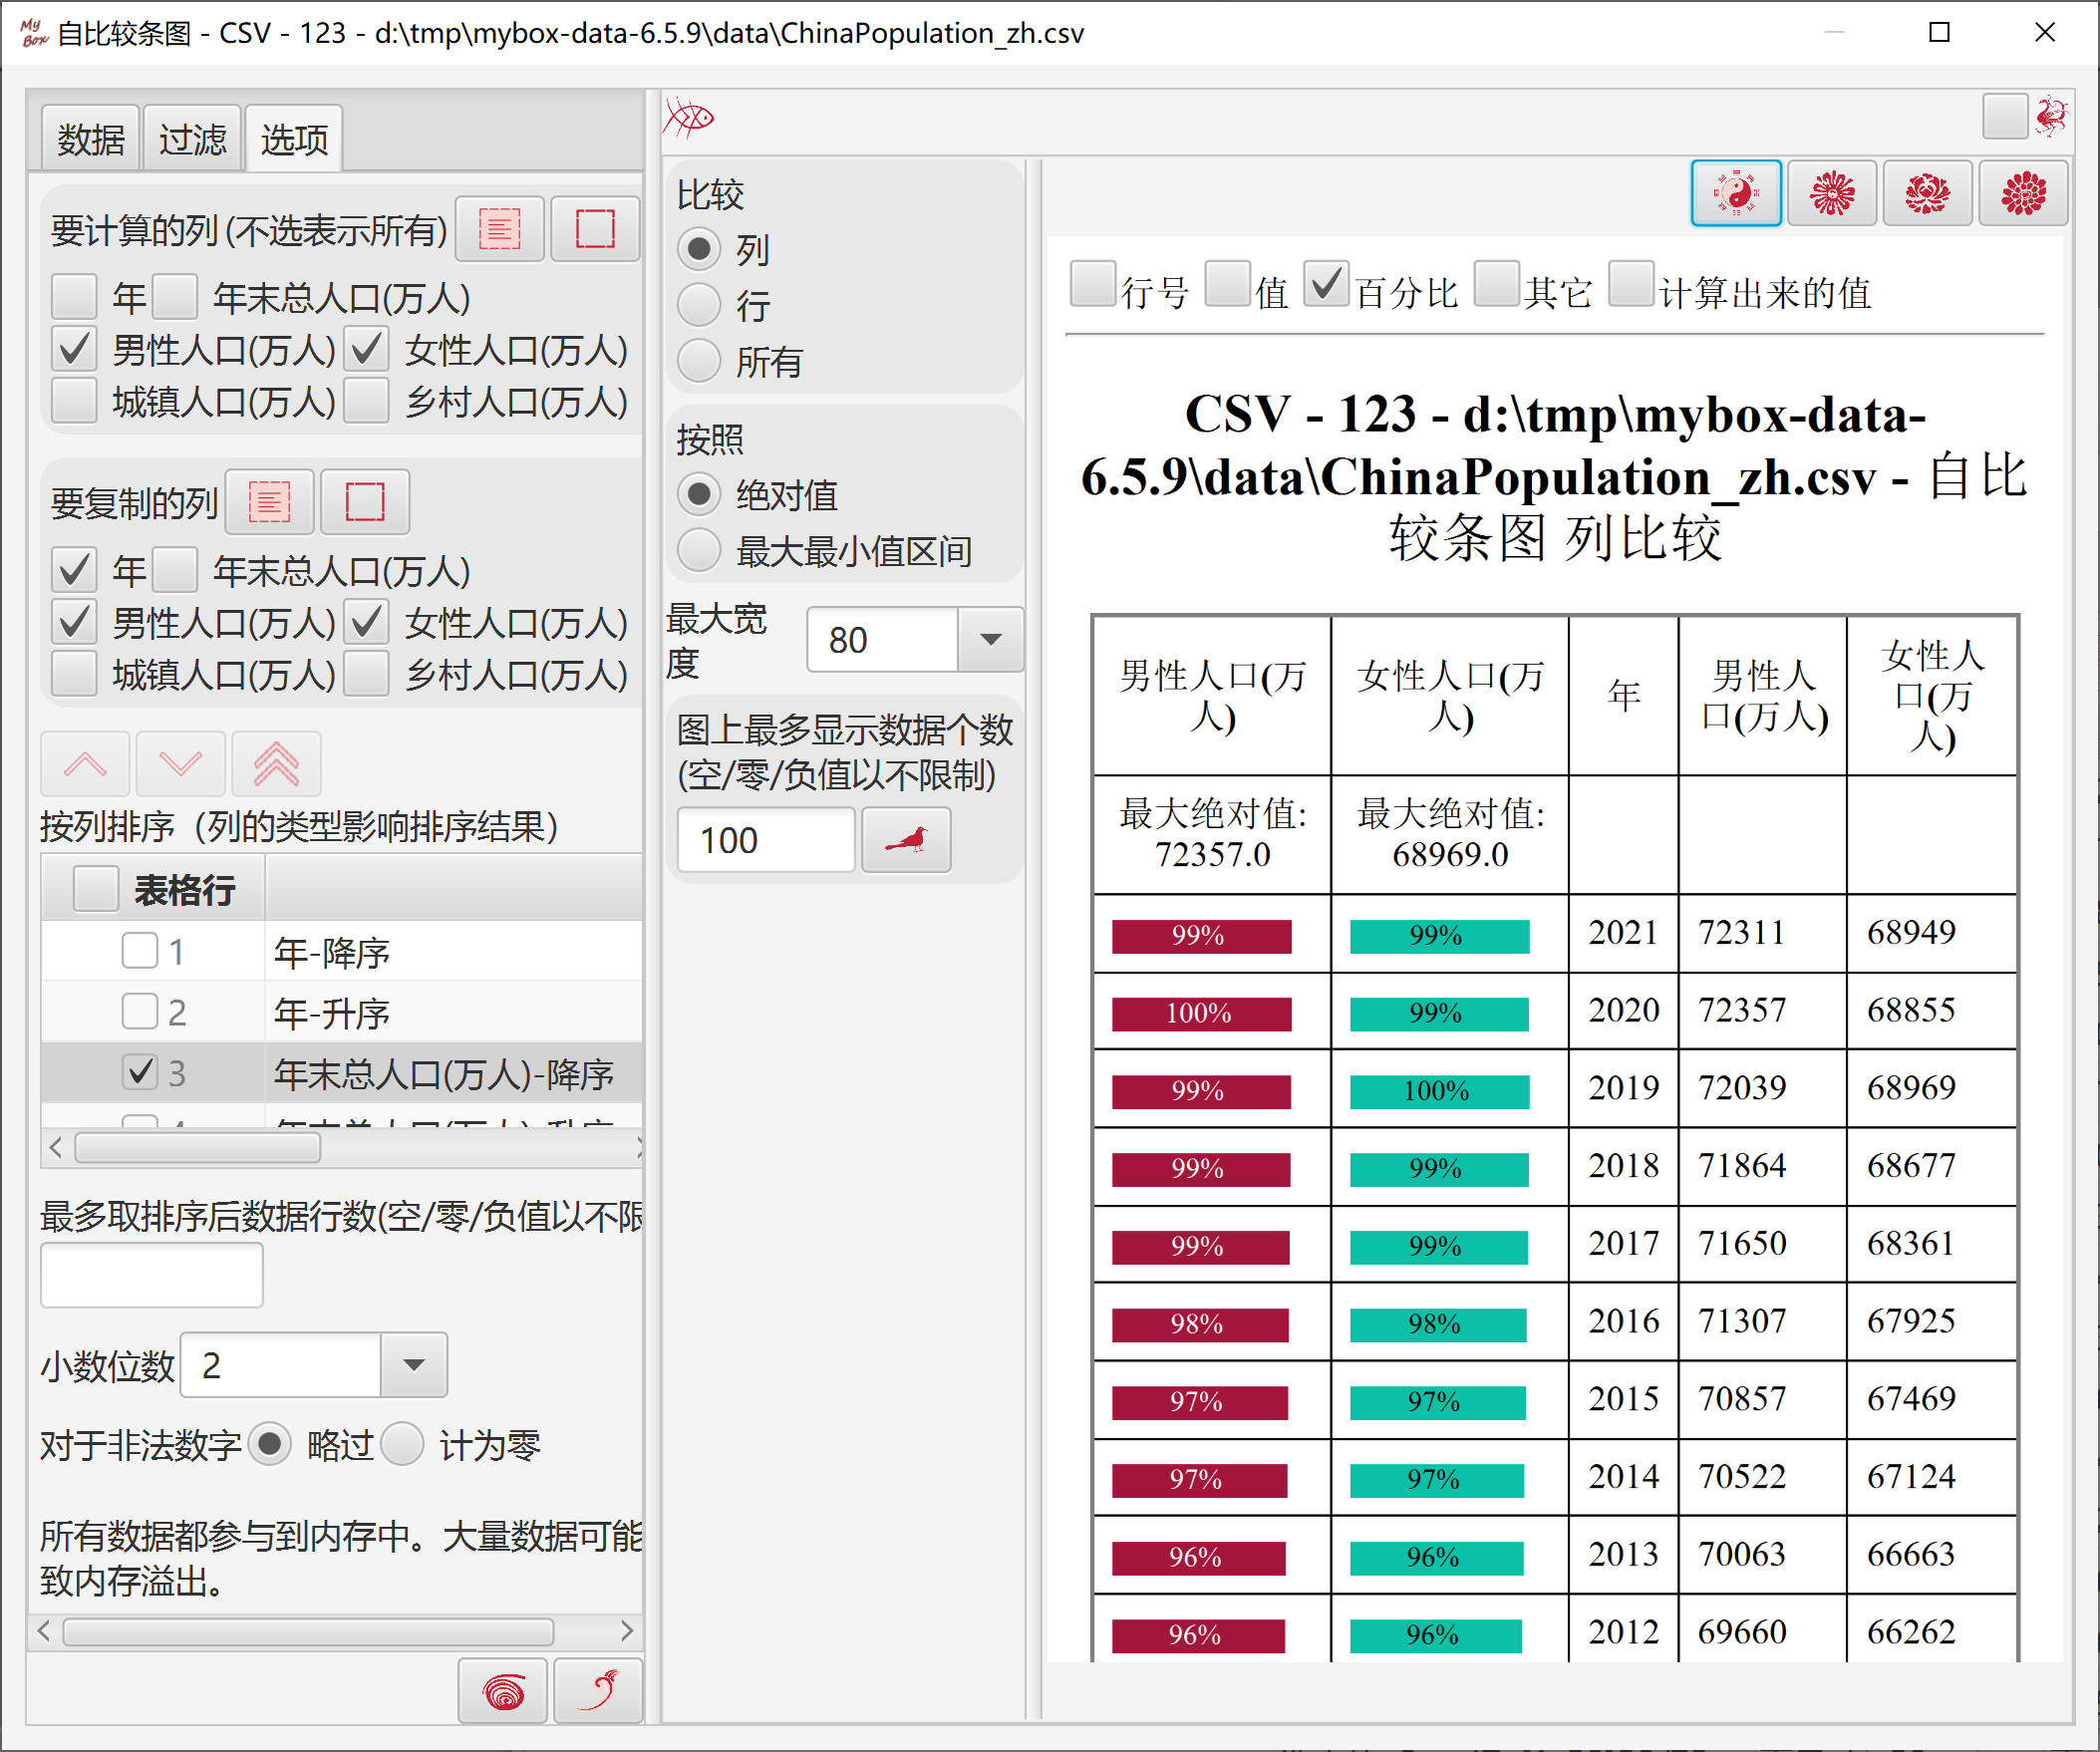 My Box 自比较条图 - CSV - 123 - d:\tmp\mybox-data-6.5.9\data\ChinaPopulation_zh.csv
数据 过滤 选项
要计算的列 (不选表示所有)
年 年末总人口(万人)
男性人口(万人) 女性人口(万人)
城镇人口(万人) 乡村人口(万人)
要复制的列
年 年末总人口(万人)
男性人口(万人) 女性人口(万人)
城镇人口(万人) 乡村人口(万人)
按列排序（列的类型影响排序结果）
表格行
1 年-降序
2 年-升序
3 年末总人口(万人)-降序
最多取排序后数据行数(空/零/负值以不限
小数位数 2
对于非法数字 略过 计为零
所有数据都参与到内存中。大量数据可能
致内存溢出。
比较
列
行
所有
按照
绝对值
最大最小值区间
最大宽
度
80
图上最多显示数据个数
(空/零/负值以不限制)
100
行号 值 百分比 其它 计算出来的值
CSV - 123 - d:\tmp\mybox-data-
6.5.9\data\ChinaPopulation_zh.csv - 自比
较条图 列比较
男性人口(万人) 女性人口(万人) 年 男性人口(万人) 女性人口(万人)
最大绝对值: 72357.0 最大绝对值: 68969.0
99% 99% 2021 72311 68949
100% 99% 2020 72357 68855
99% 100% 2019 72039 68969
99% 99% 2018 71864 68677
99% 99% 2017 71650 68361
98% 98% 2016 71307 67925
97% 97% 2015 70857 67469
97% 97% 2014 70522 67124
96% 96% 2013 70063 66663
96% 96% 2012 69660 66262